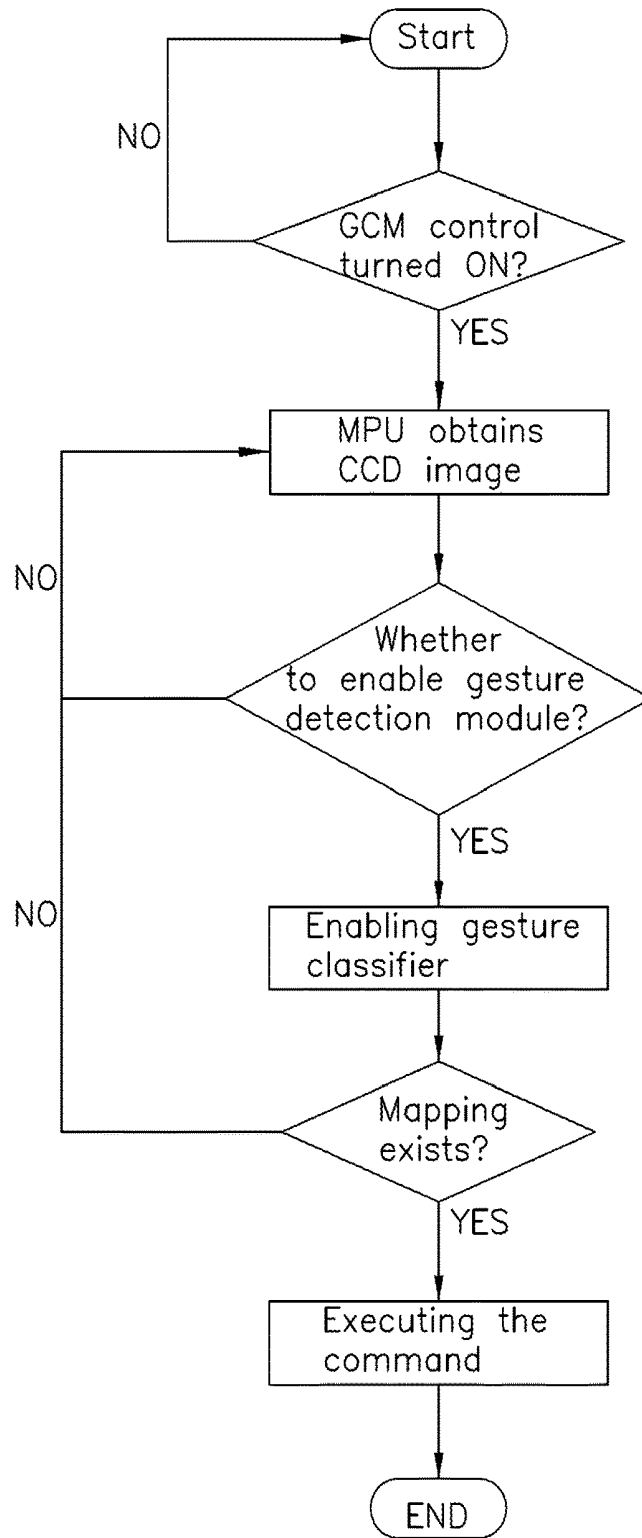 Start
NO
GCM control
turned ON?
YES
MPU obtains
CCD image
NO
Whether
to enable gesture
detection module?
YES
NO
Enabling gesture
classifier
Mapping
exists?
YES
Executing the
command
END